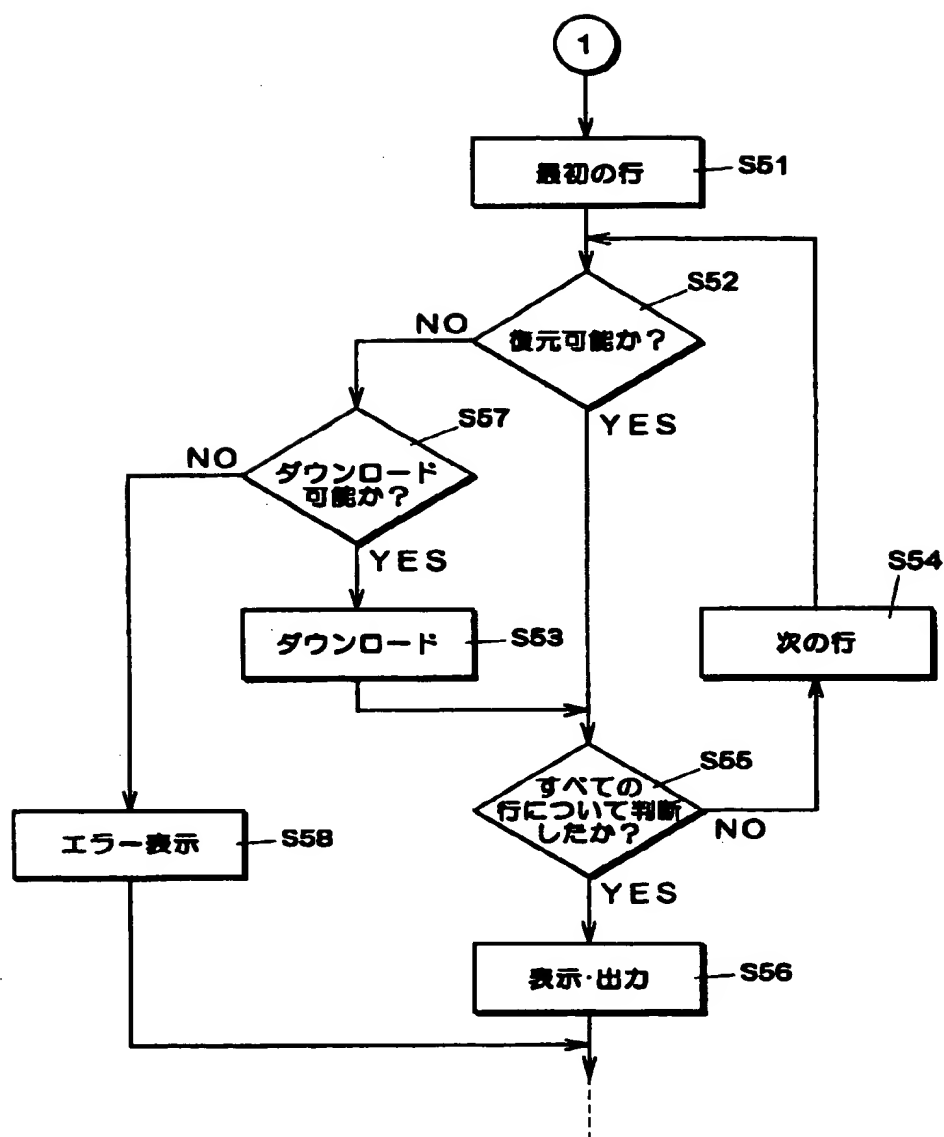 1
最初の行
S51
S52
復元可能か?
NO
YES
S57
ダウンロード
可能か?
NO
YES
S54
次の行
ダウンロード
S53
S55
すべての
行について判断
したか?
NO
YES
エラー表示
S58
表示・出力
S56